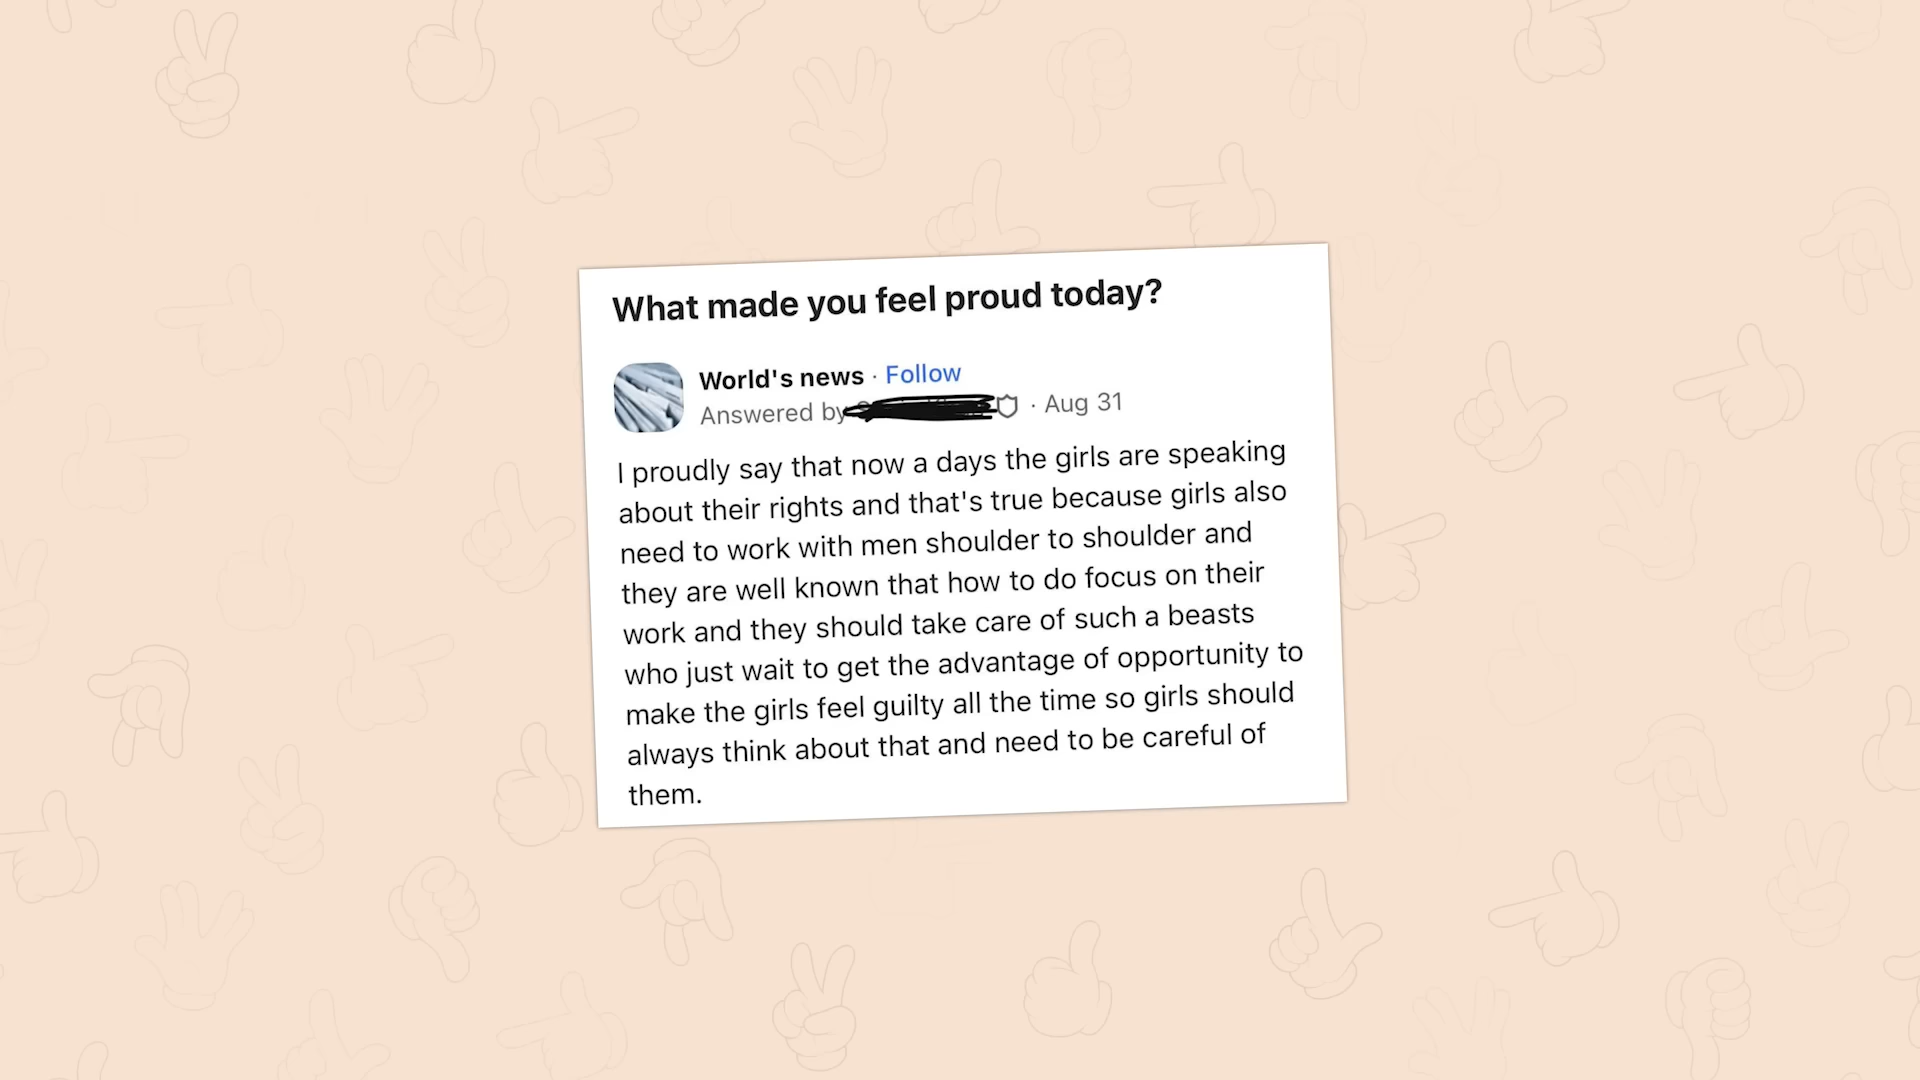 What made you feel proud today?
World's news · Follow
Answered by · Aug 31
I proudly say that now a days the girls are speaking
about their rights and that's true because girls also
need to work with men shoulder to shoulder and
they are well known that how to do focus on their
work and they should take care of such a beasts
who just wait to get the advantage of opportunity to
make the girls feel guilty all the time so girls should
always think about that and need to be careful of
them.